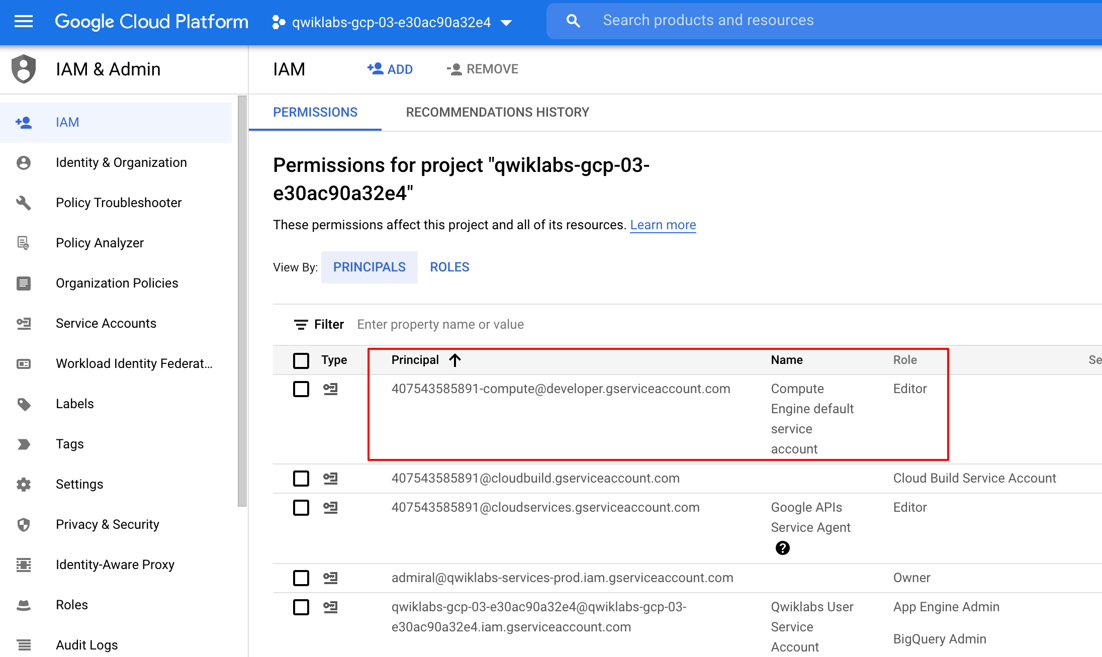 Google Cloud Platform
qwiklabs-gcp-03-e30ac90a32e4
Search products and resources
IAM & Admin
IAM
Identity & Organization
Policy Troubleshooter
Policy Analyzer
Organization Policies
Service Accounts
Workload Identity Federat...
Labels
Tags
Settings
Privacy & Security
Identity-Aware Proxy
Roles
Audit Logs
IAM
ADD
REMOVE
PERMISSIONS
RECOMMENDATIONS HISTORY
Permissions for project "qwiklabs-gcp-03-
e30ac90a32e4"
These permissions affect this project and all of its resources. Learn more
View By: PRINCIPALS ROLES
Filter Enter property name or value
Type Principal Name Role Se
407543585891-compute@developer.gserviceaccount.com Compute Editor
Engine default
service
account
407543585891@cloudbuild.gserviceaccount.com Cloud Build Service Account
407543585891@cloudservices.gserviceaccount.com Google APIs Editor
Service Agent
?
admiral@qwiklabs-services-prod.iam.gserviceaccount.com Owner
qwiklabs-gcp-03-e30ac90a32e4@qwiklabs-gcp-03- Qwiklabs User App Engine Admin
e30ac90a32e4.iam.gserviceaccount.com Service
BigQuery Admin
Account